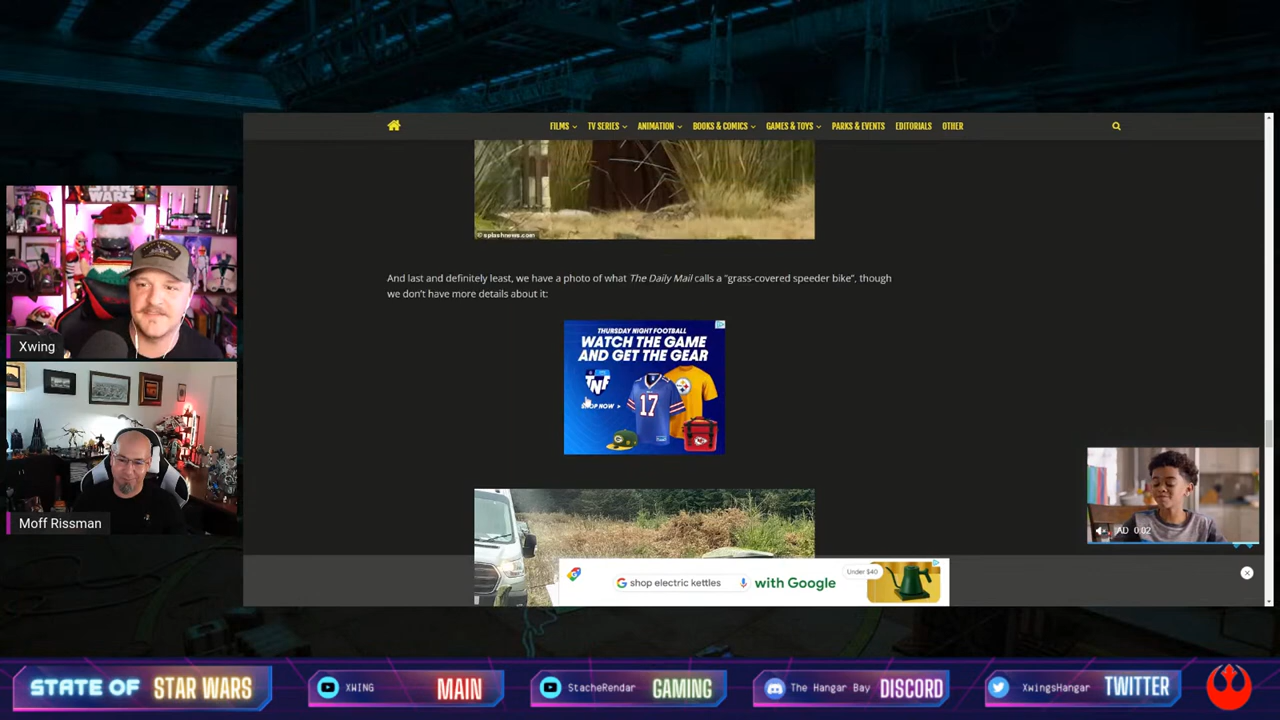 FILMS TV SERIES ANIMATION BOOKS & COMICS GAMES & TOYS PARKS & EVENTS EDITORIALS OTHER
STAR
WARS
© splashnews.com
And last and definitely least, we have a photo of what The Daily Mail calls a "grass-covered speeder bike", though
we don't have more details about it:
THURSDAY NIGHT FOOTBALL
WATCH THE GAME
AND GET THE GEAR
TNF
SHOP NOW >
17
Xwing
Moff Rissman
AD 0:02
shop electric kettles with Google
Under $40
STATE OF STAR WARS
XWING MAIN
StacheRendar GAMING
The Hangar Bay DISCORD
XwingsHangar TWITTER